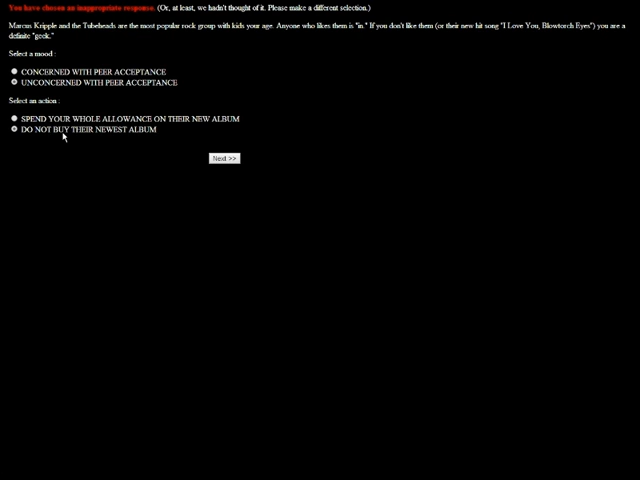 You have chosen an inappropriate response. (Or, at least, we hadn't thought of it. Please make a different selection.)
Marcus Kripple and the Tubeheads are the most popular rock group with kids your age. Anyone who likes them is "in." If you don't like them (or their new hit song "I Love You, Blowtorch Eyes") you are a
definite "geek."
Select a mood :
CONCERNED WITH PEER ACCEPTANCE
UNCONCERNED WITH PEER ACCEPTANCE
Select an action :
SPEND YOUR WHOLE ALLOWANCE ON THEIR NEW ALBUM
DO NOT BUY THEIR NEWEST ALBUM
Next >>